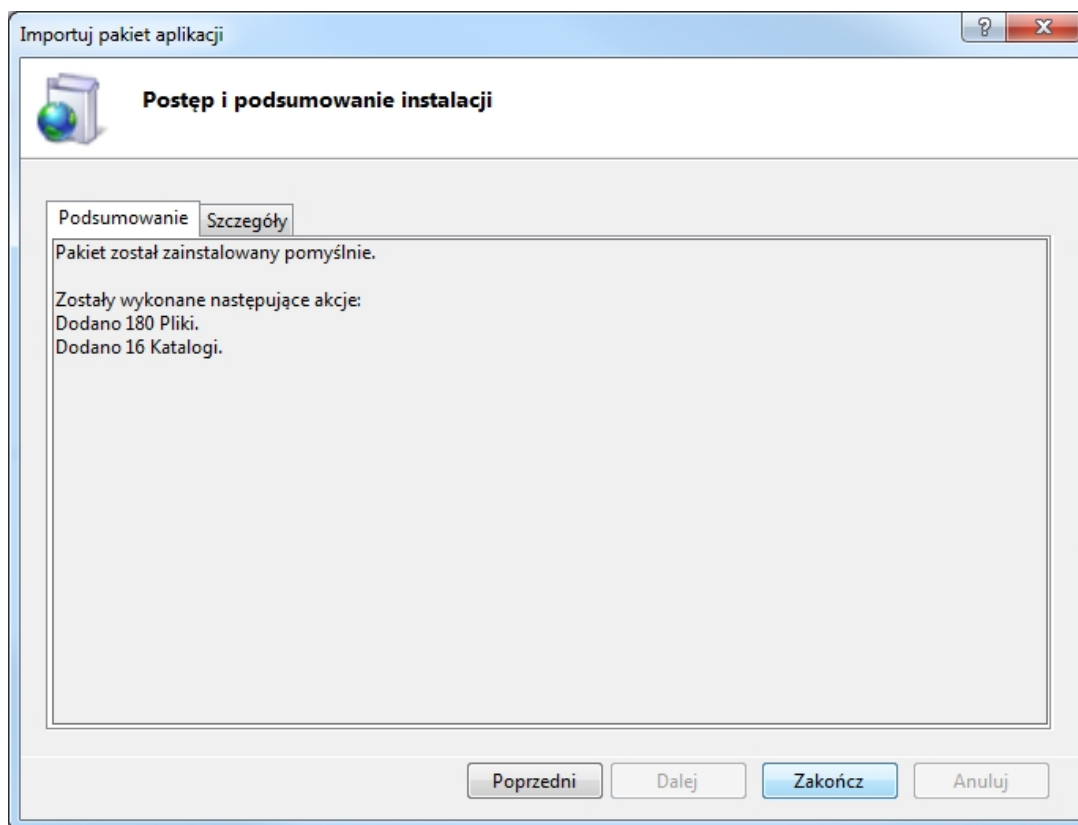 Importuj pakiet aplikacji
Postęp i podsumowanie instalacji
Podsumowanie
Szczegóły
Pakiet został zainstalowany pomyślnie.
Zostały wykonane następujące akcje:
Dodano 180 Pliki.
Dodano 16 Katalogi.
Poprzedni
Dalej
Zakończ
Anuluj